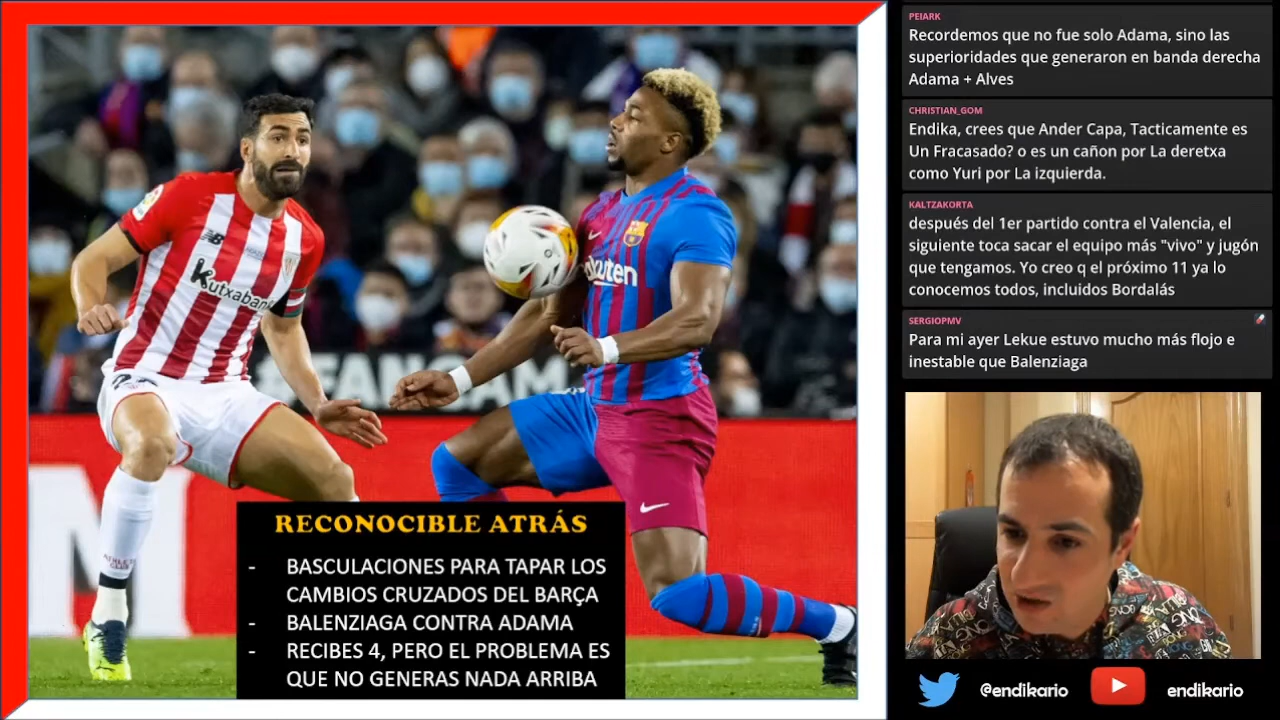 new balance
Kutxabank
Rakuten
#FANSCAM
RECONOCIBLE ATRÁS
- BASCULACIONES PARA TAPAR LOS
CAMBIOS CRUZADOS DEL BARÇA
- BALENZIAGA CONTRA ADAMA
- RECIBES 4, PERO EL PROBLEMA ES
QUE NO GENERAS NADA ARRIBA
PEIARK
Recordemos que no fue solo Adama, sino las
superioridades que generaron en banda derecha
Adama + Alves
CHRISTIAN_GOM
Endika, crees que Ander Capa, Tacticamente es
Un Fracasado? o es un cañon por La deretxa
como Yuri por La izquierda.
KALTZAKORTA
después del 1er partido contra el Valencia, el
siguiente toca sacar el equipo más "vivo" y jugón
que tengamos. Yo creo q el próximo 11 ya lo
conocemos todos, incluidos Bordalás
SERGIOPMV
Para mi ayer Lekue estuvo mucho más flojo e
inestable que Balenziaga
@endikario
endikario